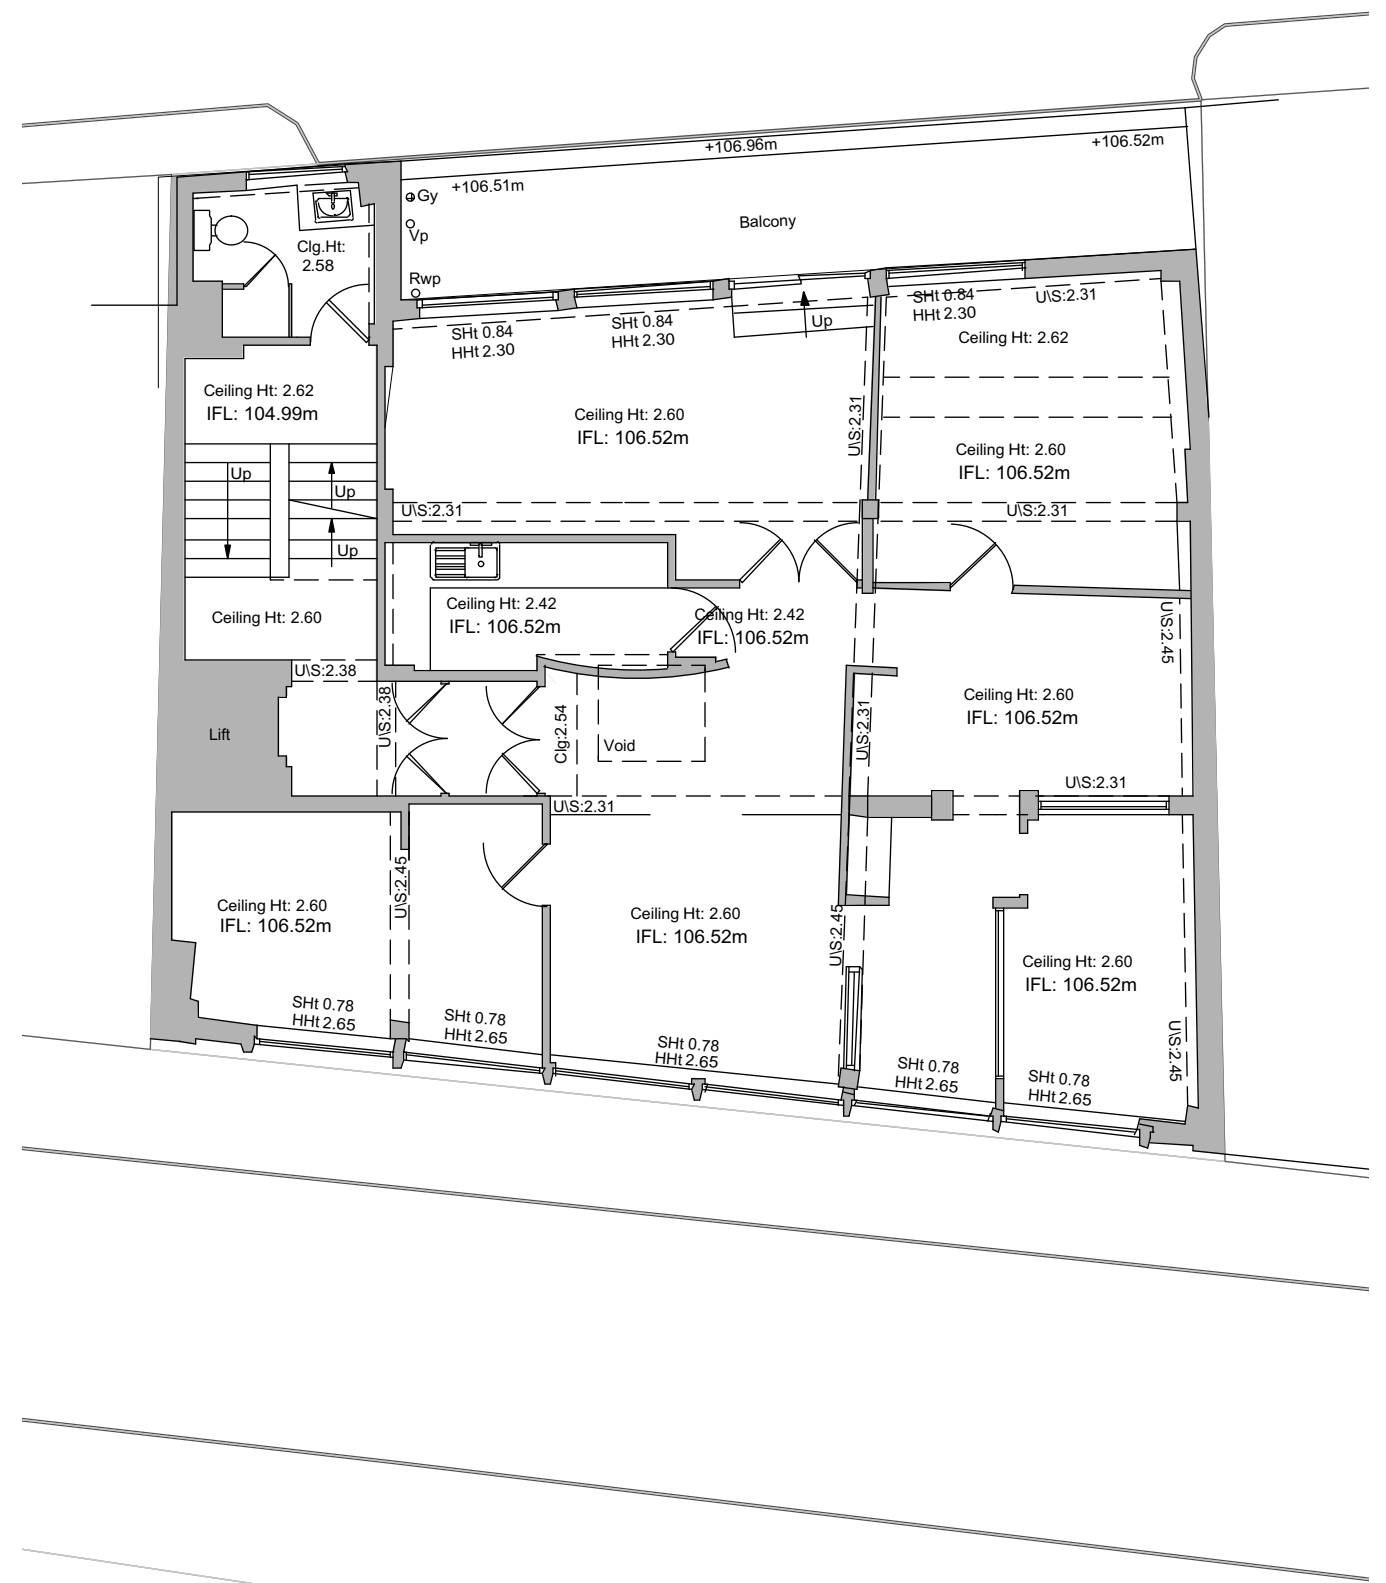 +106.96m
+106.52m
+106.51m
Gy
Vp
Rwp
Balcony
Clg.Ht:
2.58
SHt 0.84
HHt 2.30
SHt 0.84
HHt 2.30
Up
SHt 0.84
HHt 2.30
U\S:2.31
Ceiling Ht: 2.62
Ceiling Ht: 2.62
IFL: 104.99m
Ceiling Ht: 2.60
IFL: 106.52m
U\S:2.31
Ceiling Ht: 2.60
IFL: 106.52m
Up
Up
Up
U\S:2.31
U\S:2.31
Ceiling Ht: 2.60
Ceiling Ht: 2.42
IFL: 106.52m
Ceiling Ht: 2.42
IFL: 106.52m
U\S:2.45
U\S:2.38
U\S:2.38
Lift
Clg:2.54
Void
U\S:2.31
Ceiling Ht: 2.60
IFL: 106.52m
U\S:2.31
U\S:2.31
Ceiling Ht: 2.60
IFL: 106.52m
U\S:2.45
Ceiling Ht: 2.60
IFL: 106.52m
U\S:2.45
Ceiling Ht: 2.60
IFL: 106.52m
SHt 0.78
HHt 2.65
SHt 0.78
HHt 2.65
SHt 0.78
HHt 2.65
SHt 0.78
HHt 2.65
SHt 0.78
HHt 2.65
U\S:2.45